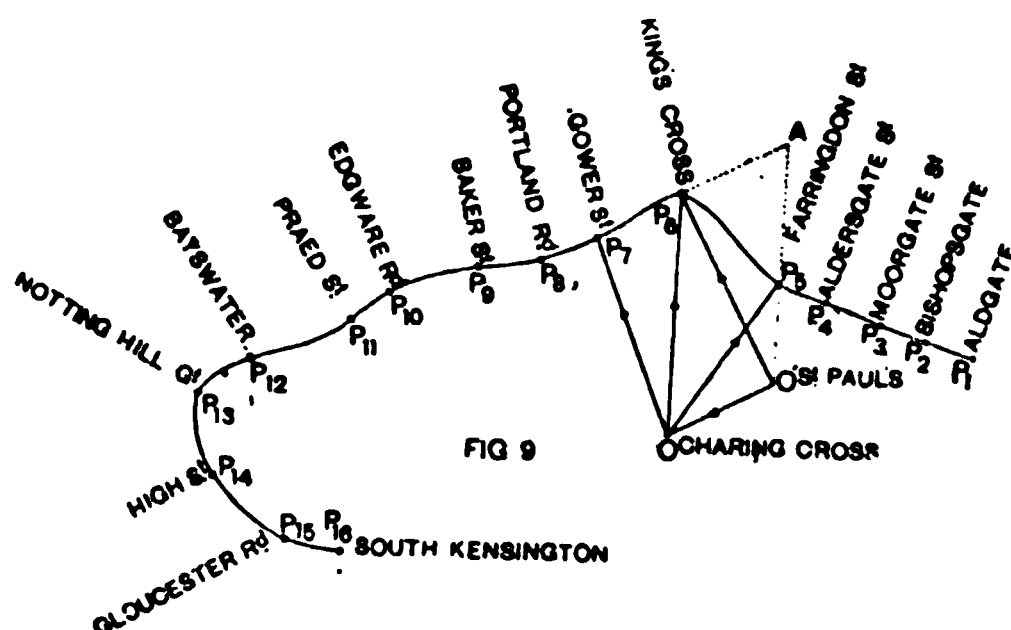 KING'S CROSS
A
FARRINGDON St
ALDERSGATE St
MOORGATE St
BISHOPSGATE
ALDGATE
GOWER St
PORTLAND Rd
BAKER St
EDGWARE Rd
PRAED St
BAYSWATER
NOTTING HILL Gt
HIGH St
GLOUCESTER Rd
SOUTH KENSINGTON
P1
P2
P3
P4
P5
P6
P7
P8
P9
P10
P11
P12
P13
P14
P15
P16
O' St PAULS
O CHARING CROSS
FIG 9